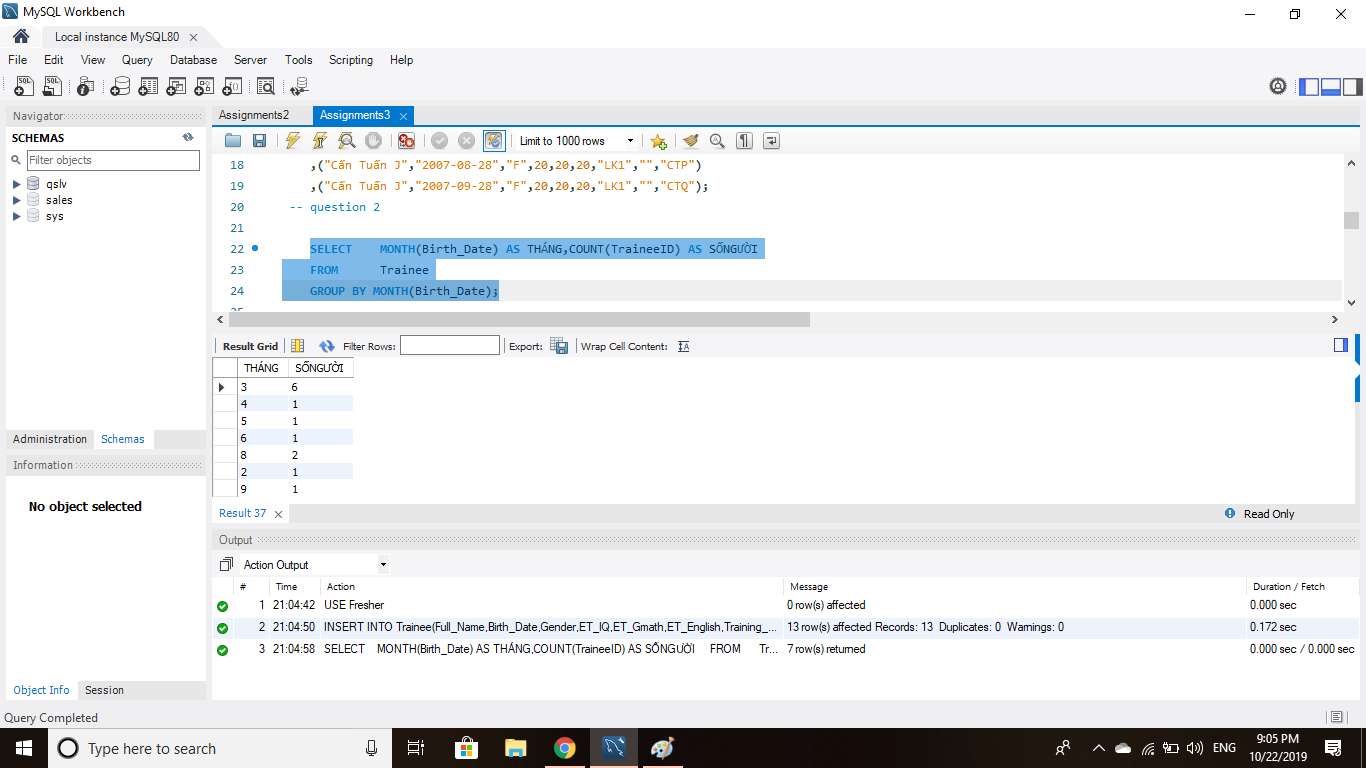 MySQL Workbench
Local instance MySQL80
File Edit View Query Database Server Tools Scripting Help
Navigator
SCHEMAS
Filter objects
qslv
sales
sys
Administration Schemas
Information
No object selected
Object Info Session
Assignments2 Assignments3
Limit to 1000 rows
18 ,("Cấn Tuấn J","2007-08-28","F",20,20,20,"LK1","","CTP")
19 ,("Cấn Tuấn J","2007-09-28","F",20,20,20,"LK1","","CTQ");
20 -- question 2
21
22 SELECT MONTH(Birth_Date) AS THÁNG,COUNT(TraineeID) AS SỐNGƯỜI
23 FROM Trainee
24 GROUP BY MONTH(Birth_Date);
Result Grid Filter Rows: Export: Wrap Cell Content:
THÁNG SỐNGƯỜI
3 6
4 1
5 1
6 1
8 2
2 1
9 1
Result 37 Read Only
Output
Action Output
# Time Action Message Duration / Fetch
1 21:04:42 USE Fresher 0 row(s) affected 0.000 sec
2 21:04:50 INSERT INTO Trainee(Full_Name,Birth_Date,Gender,ET_IQ,ET_Gmath,ET_English,Training_... 13 row(s) affected Records: 13 Duplicates: 0 Warnings: 0 0.172 sec
3 21:04:58 SELECT MONTH(Birth_Date) AS THÁNG,COUNT(TraineeID) AS SỐNGƯỜI FROM Tr... 7 row(s) returned 0.000 sec / 0.000 sec
Query Completed
Type here to search
ENG
9:05 PM
10/22/2019